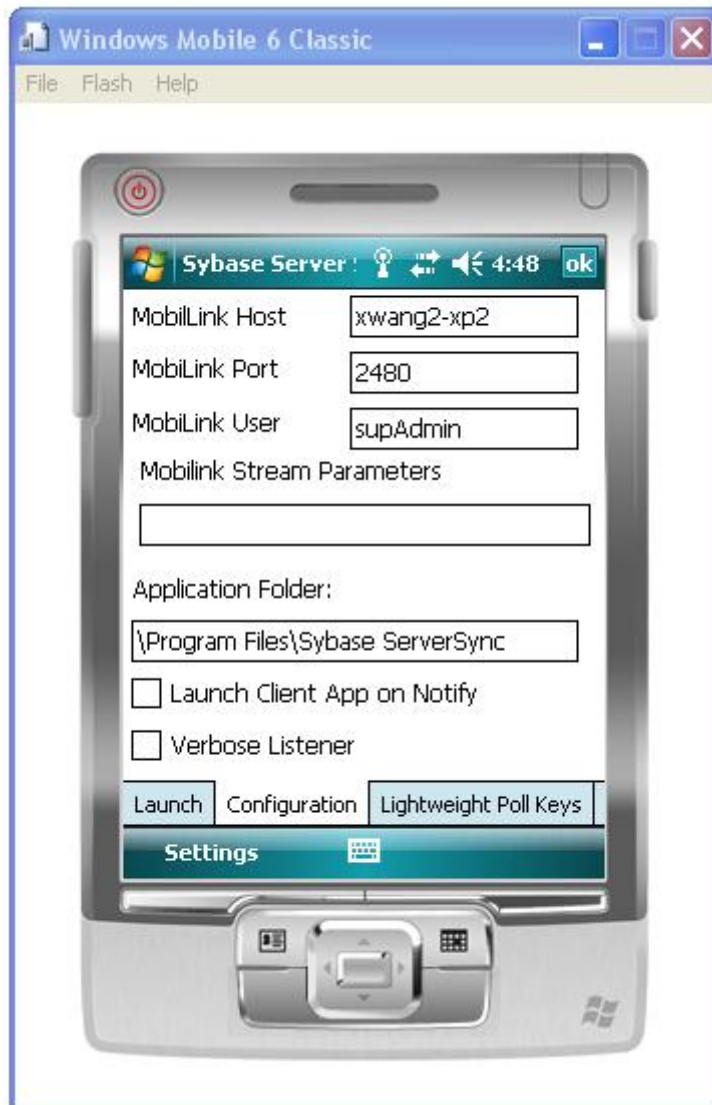 Windows Mobile 6 Classic
File Flash Help
Sybase Server : 4:48 ok
MobilLink Host xwang2-xp2
MobiLink Port 2480
MobiLink User supAdmin
Mobilink Stream Parameters
Application Folder:
\Program Files\Sybase ServerSync
Launch Client App on Notify
Verbose Listener
Launch Configuration Lightweight Poll Keys
Settings